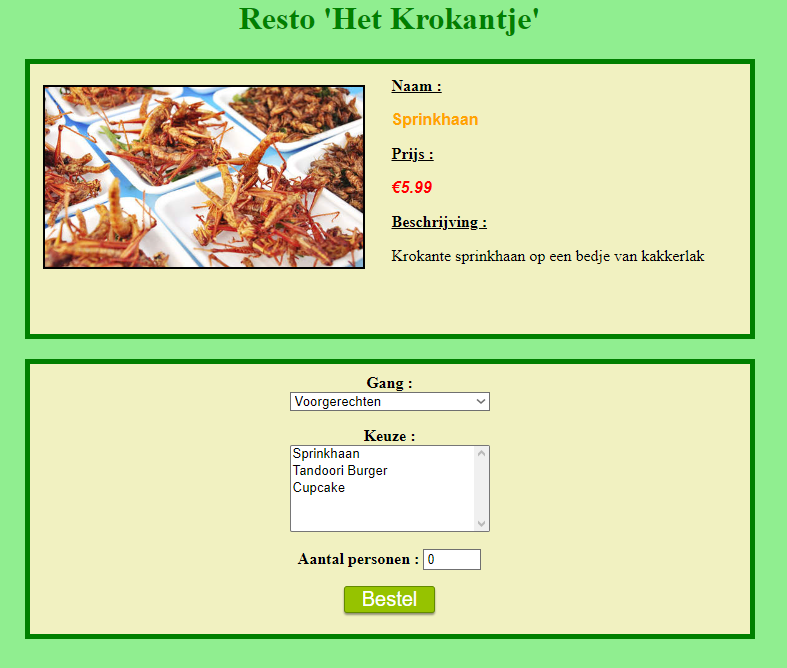 Resto 'Het Krokantje'
Naam :
Sprinkhaan
Prijs :
€5.99
Beschrijving :
Krokante sprinkhaan op een bedje van kakkerlak
Gang :
Voorgerechten
Keuze :
Sprinkhaan
Tandoori Burger
Cupcake
Aantal personen : 0
Bestel